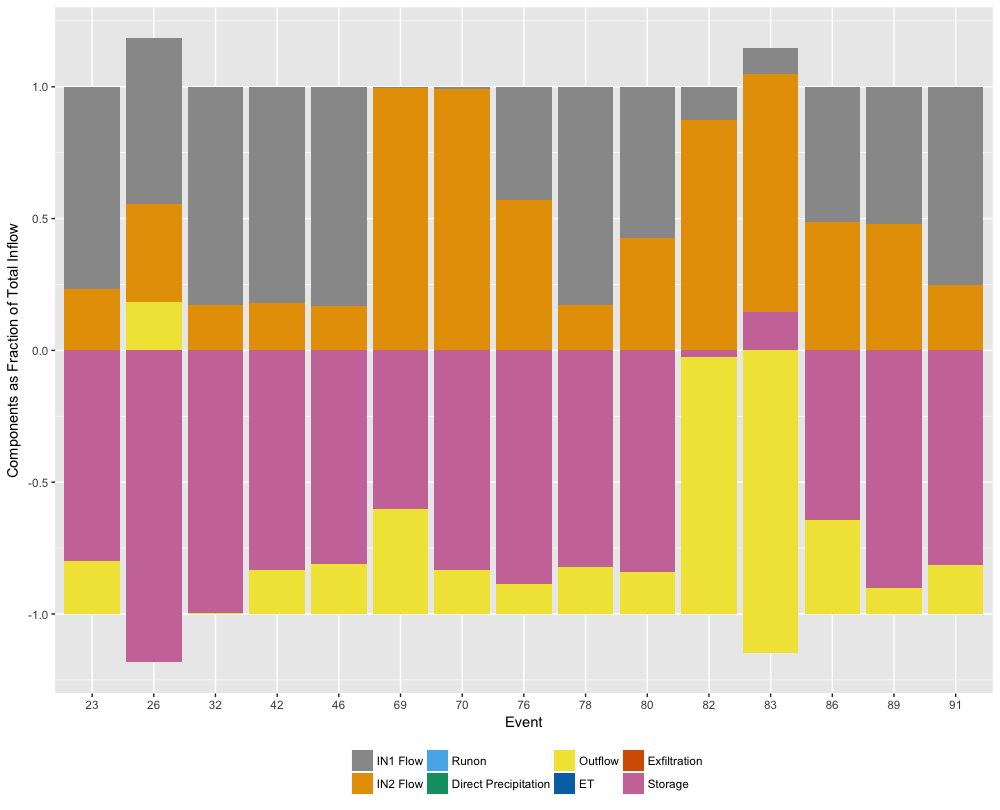 Components as Fraction of Total Inflow
1.0
0.5
0.0
-0.5
-1.0
23 26 32 42 46 69 70 76 78 80 82 83 86 89 91
Event
IN1 Flow Runon Outflow Exfiltration
IN2 Flow Direct Precipitation ET Storage